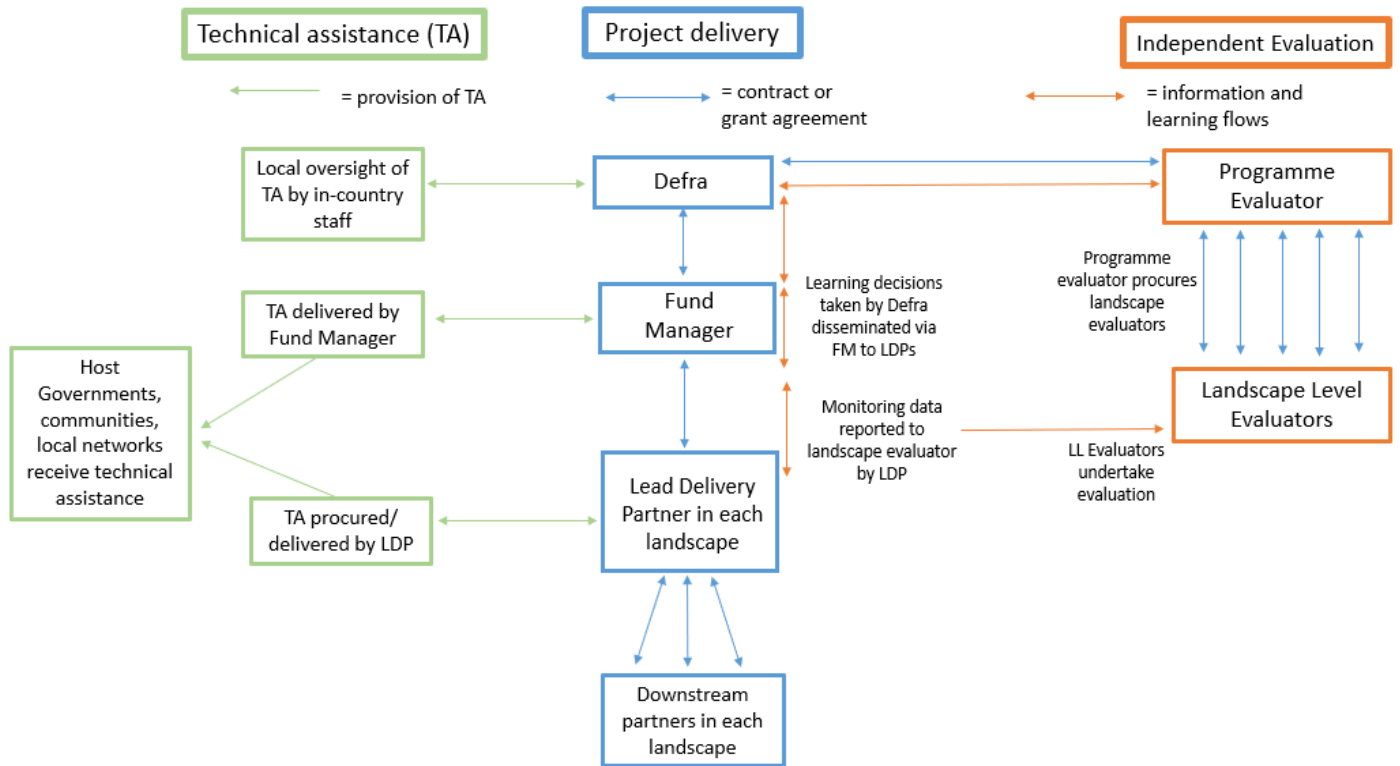 Technical assistance (TA)
Project delivery
Independent Evaluation
= provision of TA
= contract or
grant agreement
= information and
learning flows
Local oversight of
TA by in-country
staff
Defra
Programme
Evaluator
Programme
evaluator procures
landscape
evaluators
TA delivered by
Fund Manager
Fund
Manager
Learning decisions
taken by Defra
disseminated via
FM to LDPs
Host
Governments,
communities,
local networks
receive technical
assistance
Landscape Level
Evaluators
Monitoring data
reported to
landscape evaluator
by LDP
LL Evaluators
undertake
evaluation
TA procured/
delivered by LDP
Lead Delivery
Partner in each
landscape
Downstream
partners in each
landscape